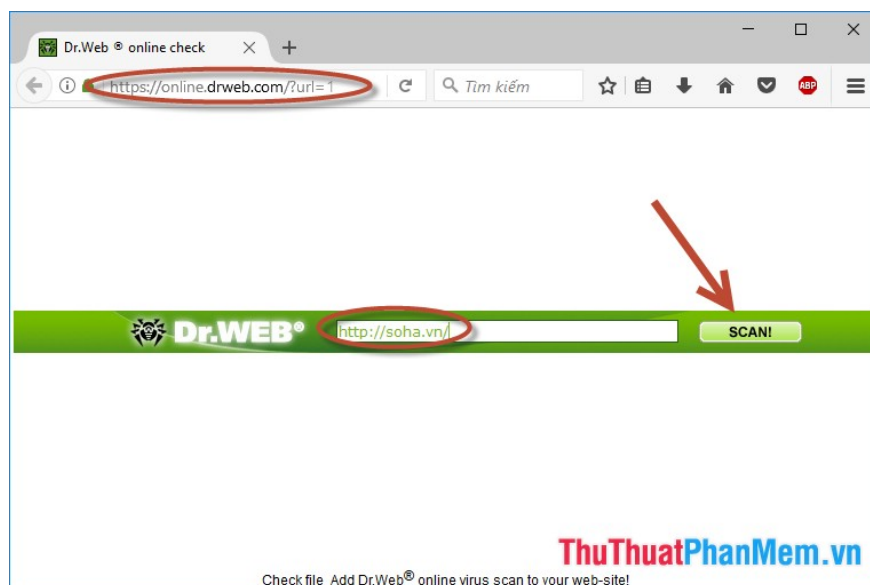 Dr.Web ® online check
https://online.drweb.com/?url=1
Tìm kiếm
ABP
Dr.WEB®
http://soha.vn/
SCAN!
ThuThuatPhanMem.vn
Check file Add Dr.Web® online virus scan to your web-site!